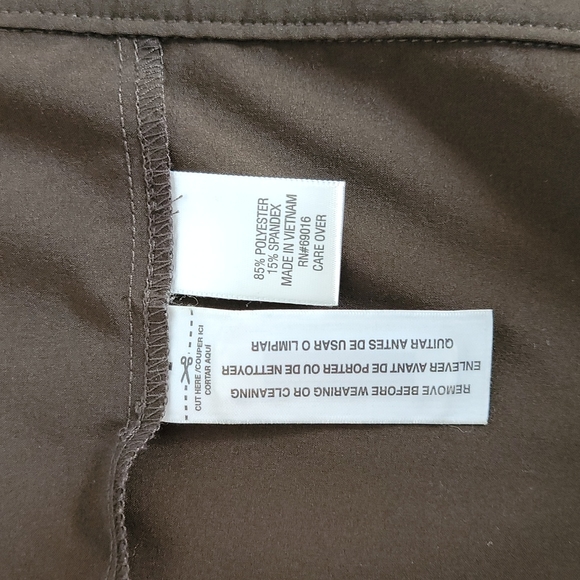 85% POLYESTER
15% SPANDEX
MADE IN VIETNAM
RN#69016
CARE OVER
CUT HERE / COUPER ICI
CORTAR AQUÍ
REMOVE BEFORE WEARING OR CLEANING
ENLEVER AVANT DE PORTER OU DE NETTOYER
QUITAR ANTES DE USAR O LIMPIAR